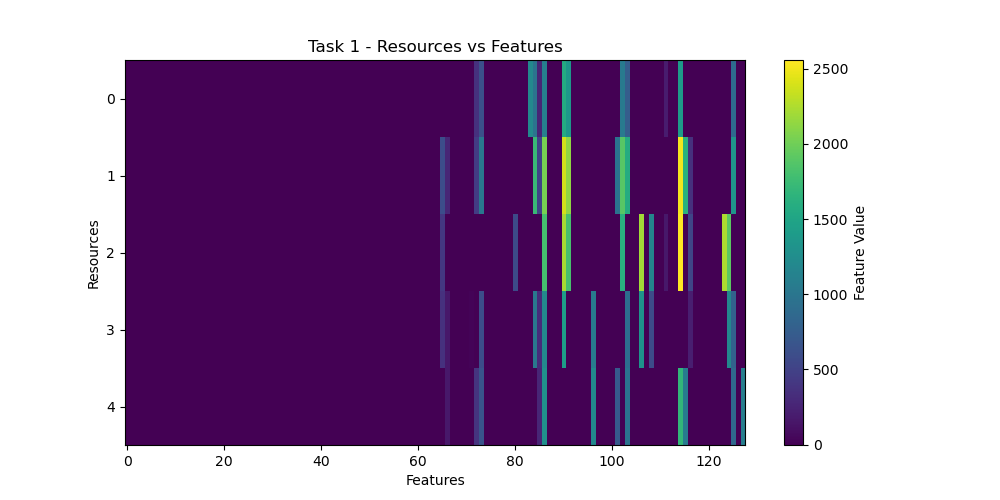 Task 1 - Resources vs Features
Resources
0
1
2
3
4
0 20 40 60 80 100 120
Features
2500
2000
1500
1000
500
0
Feature Value